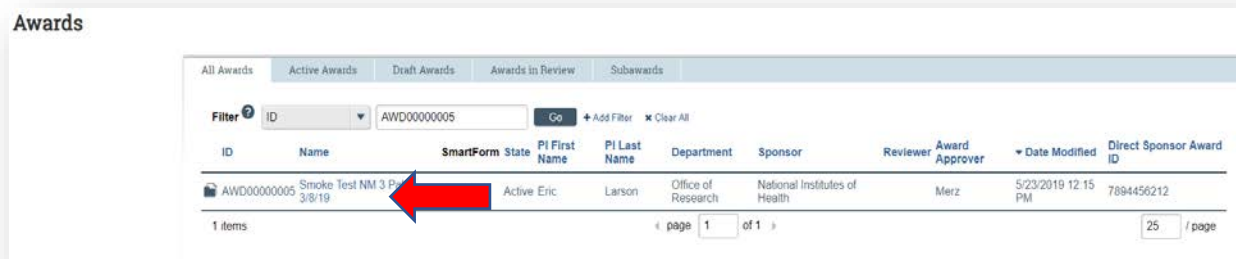 Awards
All Awards Active Awards Draft Awards Awards in Review Subawards
Filter ? ID AWD00000005 Go + Add Filter × Clear All
ID Name SmartForm State PI First Name PI Last Name Department Sponsor Reviewer Award Approver Date Modified Direct Sponsor Award ID
AWD00000005 Smoke Test NM 3 3/8/19 Active Eric Larson Office of Research National Institutes of Health Merz 5/23/2019 12:15 PM 7894456212
1 items page 1 of 1 25 / page